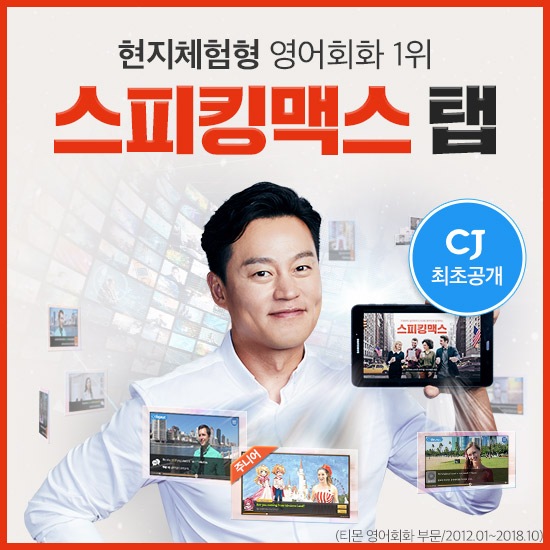 현지체험형 영어회화 1위
스피킹맥스 탭
CJ
최초공개
SAMSUNG
스피킹맥스
주니어
(티몬 영어회화 부문/2012.01~2018.10)